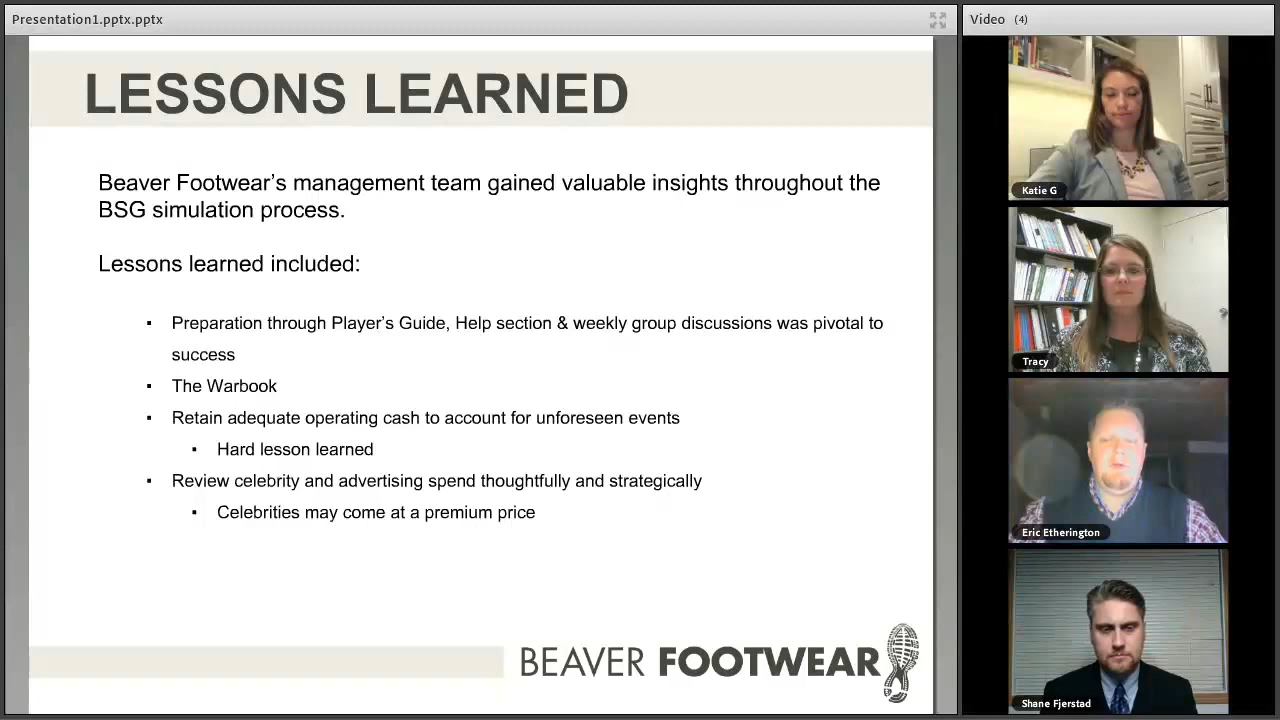 Presentation1.pptx.pptx
Video (4)
LESSONS LEARNED
Beaver Footwear’s management team gained valuable insights throughout the
BSG simulation process.
Lessons learned included:
▪ Preparation through Player’s Guide, Help section & weekly group discussions was pivotal to
success
▪ The Warbook
▪ Retain adequate operating cash to account for unforeseen events
▪ Hard lesson learned
▪ Review celebrity and advertising spend thoughtfully and strategically
▪ Celebrities may come at a premium price
BEAVER FOOTWEAR
Katie G
Tracy
Eric Etherington
Shane Fjerstad